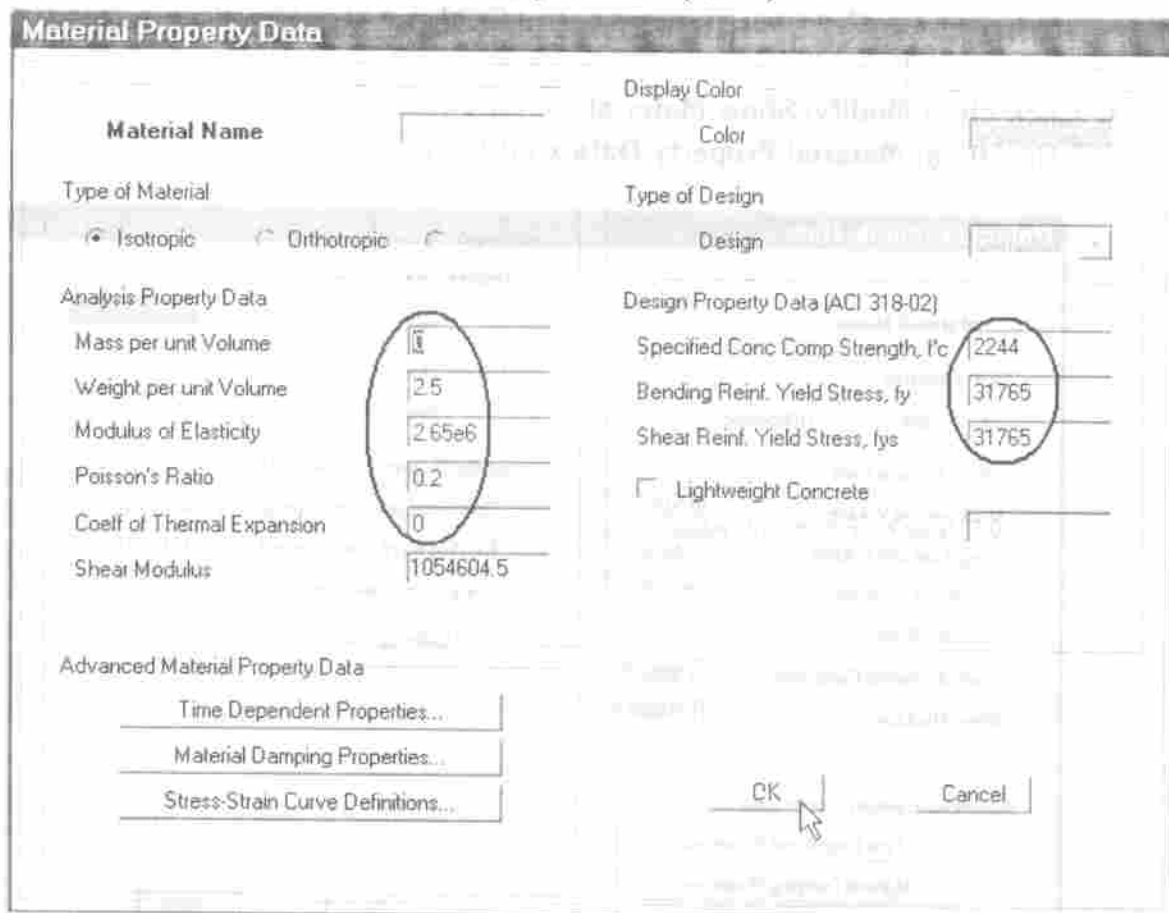 Material Property Data
Display Color
Material Name
Color
Type of Material
Type of Design
Isotropic Orthotropic
Design
Analysis Property Data
Design Property Data (ACI 318-02)
Mass per unit Volume
Specified Conc Comp Strength, f'c 2244
Weight per unit Volume 2.5
Bending Reinf. Yield Stress, fy 31765
Modulus of Elasticity 2.65e6
Shear Reinf. Yield Stress, fys 31765
Poisson's Ratio 0.2
Lightweight Concrete
Coeff of Thermal Expansion 0
Shear Modulus 1054604.5
Advanced Material Property Data
Time Dependent Properties...
Material Damping Properties...
Stress-Strain Curve Definitions...
OK Cancel